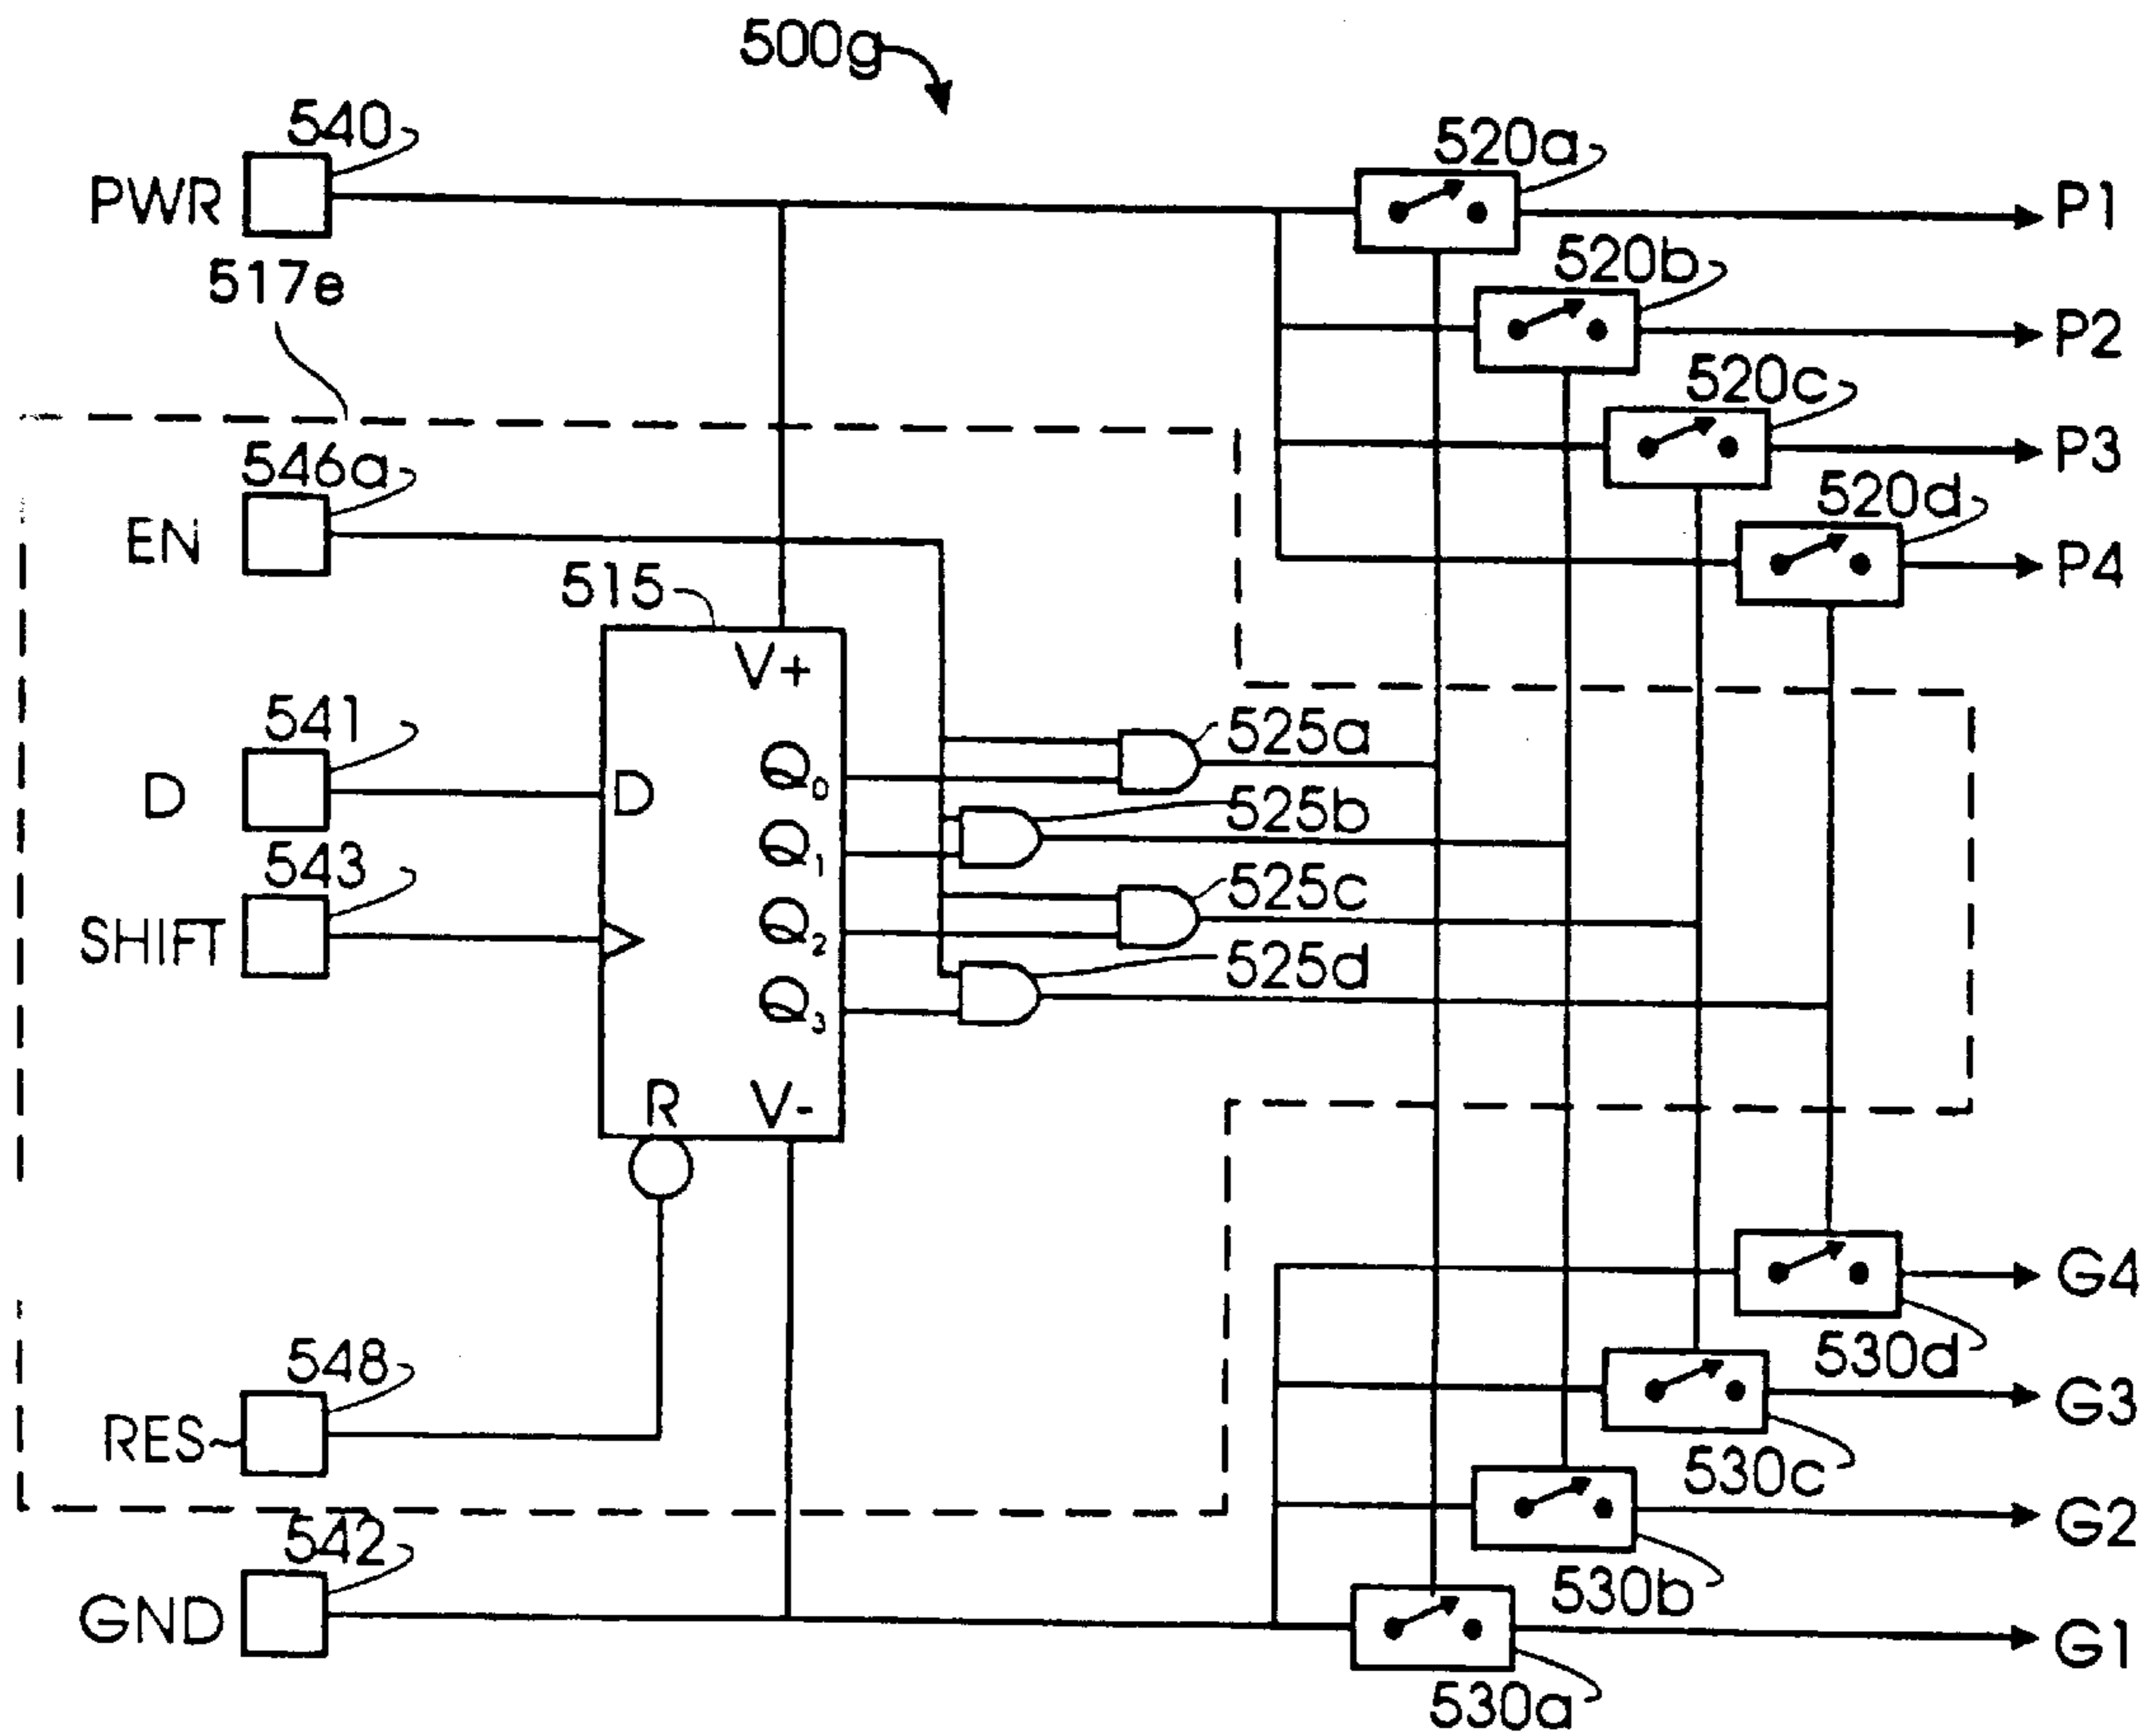 500g
540
PWR
517e
520a
P1
520b
P2
520c
P3
520d
P4
546a
EN
515
V+
541
D
D
Q0
525a
Q1
525b
543
SHIFT
Q2
525c
Q3
525d
R
V-
G4
530d
548
RES
G3
530c
G2
530b
542
GND
G1
530a